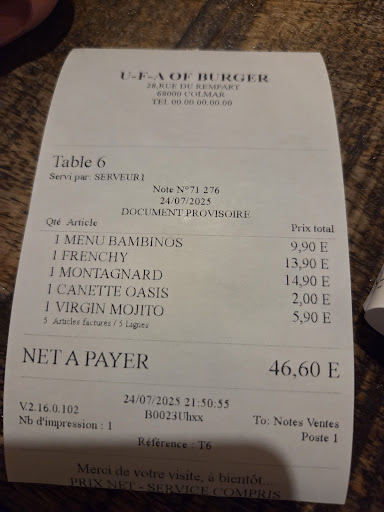 U-F-A OF BURGER
28,RUE DU REMPART
68000 COLMAR
TEL 00 00 00 00 00
Table 6
Servi par: SERVEUR1
Note N°71 276
24/07/2025
DOCUMENT PROVISOIRE
Qté Article Prix total
1 MENU BAMBINOS 9,90 E
1 FRENCHY 13,90 E
1 MONTAGNARD 14,90 E
1 CANETTE OASIS 2,00 E
1 VIRGIN MOJITO 5,90 E
5 Articles facturés / 5 Lignes
NET A PAYER 46,60 E
24/07/2025 21:50:55
V.2.16.0.102 B0023Uhxx To: Notes Ventes
Nb d'impression : 1 Poste 1
Référence : T6
Merci de votre visite, à bientôt....
PRIX NET - SERVICE COMPRIS